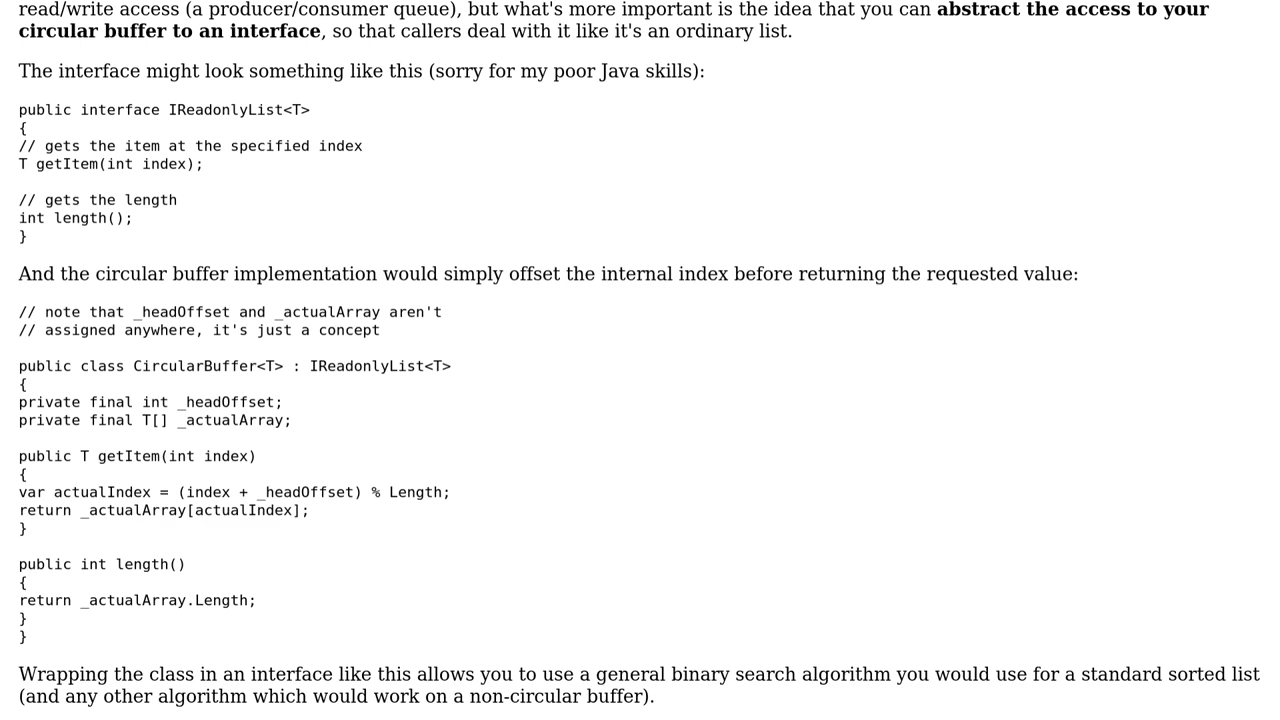 read/write access (a producer/consumer queue), but what's more important is the idea that you can abstract the access to your
circular buffer to an interface, so that callers deal with it like it's an ordinary list.
The interface might look something like this (sorry for my poor Java skills):
public interface IReadonlyList<T>
{
// gets the item at the specified index
T getItem(int index);
// gets the length
int length();
}
And the circular buffer implementation would simply offset the internal index before returning the requested value:
// note that _headOffset and _actualArray aren't
// assigned anywhere, it's just a concept
public class CircularBuffer<T> : IReadonlyList<T>
{
private final int _headOffset;
private final T[] _actualArray;
public T getItem(int index)
{
var actualIndex = (index + _headOffset) % Length;
return _actualArray[actualIndex];
}
public int length()
{
return _actualArray.Length;
}
}
Wrapping the class in an interface like this allows you to use a general binary search algorithm you would use for a standard sorted list
(and any other algorithm which would work on a non-circular buffer).